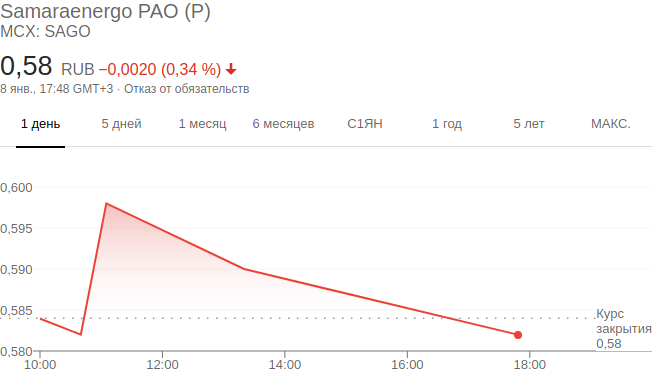 Samaraenergo PAO (P)
MCX: SAGO
0,58 RUB −0,0020 (0,34 %)
8 янв., 17:48 GMT+3 · Отказ от обязательств
1 день 5 дней 1 месяц 6 месяцев С1ЯН 1 год 5 лет МАКС.
0,600
0,595
0,590
0,585
Курс
закрытия
0,58
0,580
10:00 12:00 14:00 16:00 18:00